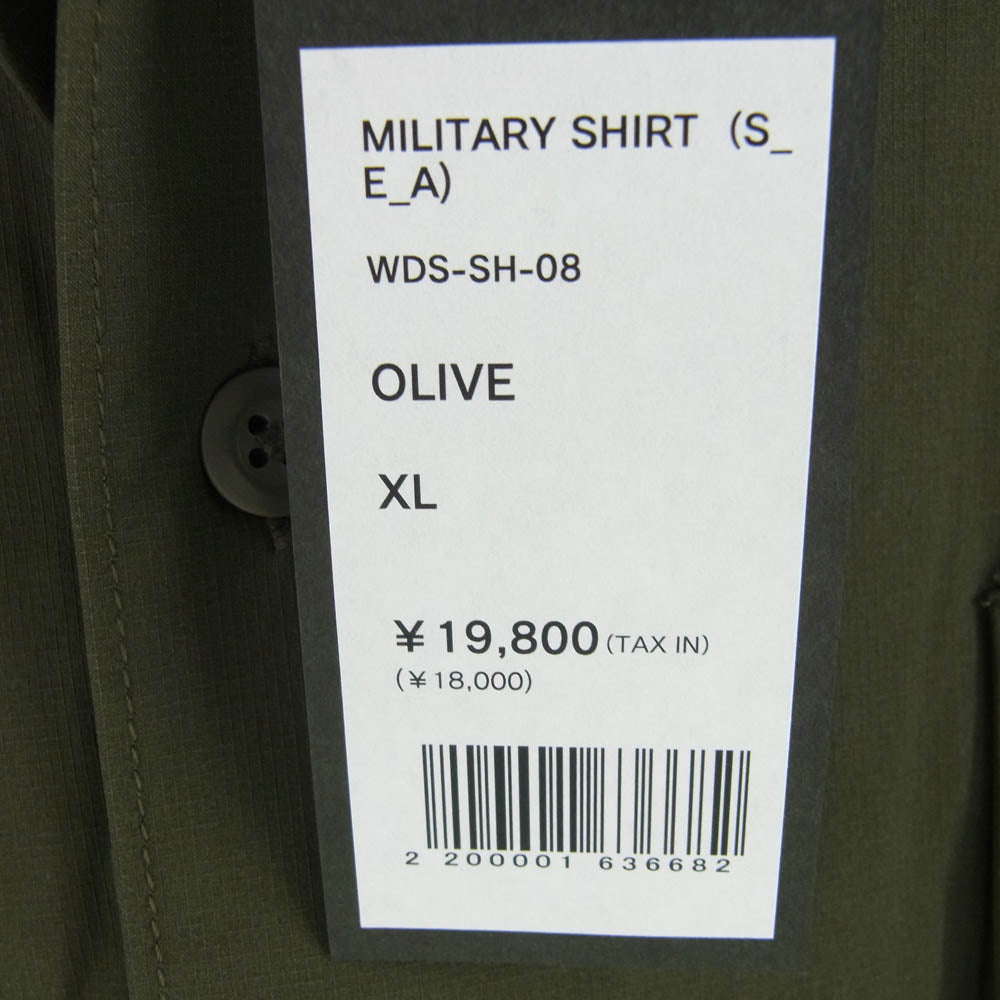 MILITARY SHIRT (S_
E_A)
WDS-SH-08
OLIVE
XL
¥19,800(TAX IN)
(¥18,000)
2 200001 636682